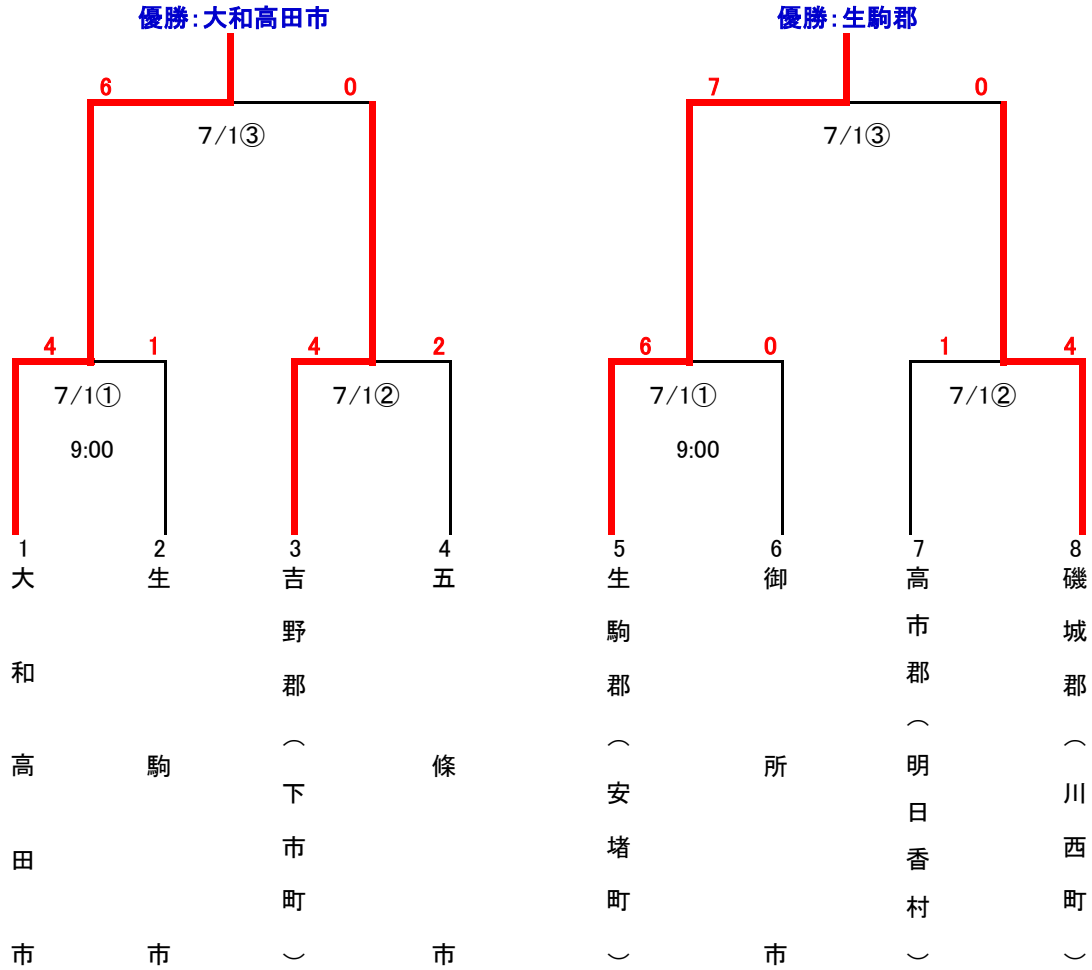 優勝：大和高田市
優勝：生駒郡
6
0
7
0
7/1③
7/1③
4
1
4
2
6
0
1
4
7/1①
7/1②
7/1①
7/1②
9:00
9:00
1
2
3
4
5
6
7
8
大和高田市
生駒市
吉野郡（下市町）
五條市
生駒郡（安堵町）
御所市
高市郡（明日香村）
磯城郡（川西町）